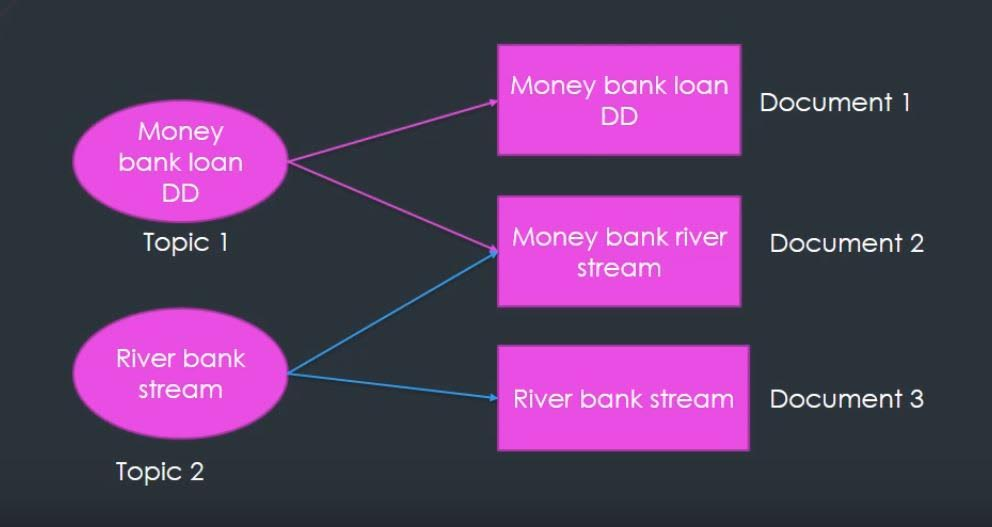 Money
bank loan
DD
Topic 1
River bank
stream
Topic 2
Money bank loan
DD
Document 1
Money bank river
stream
Document 2
River bank stream
Document 3